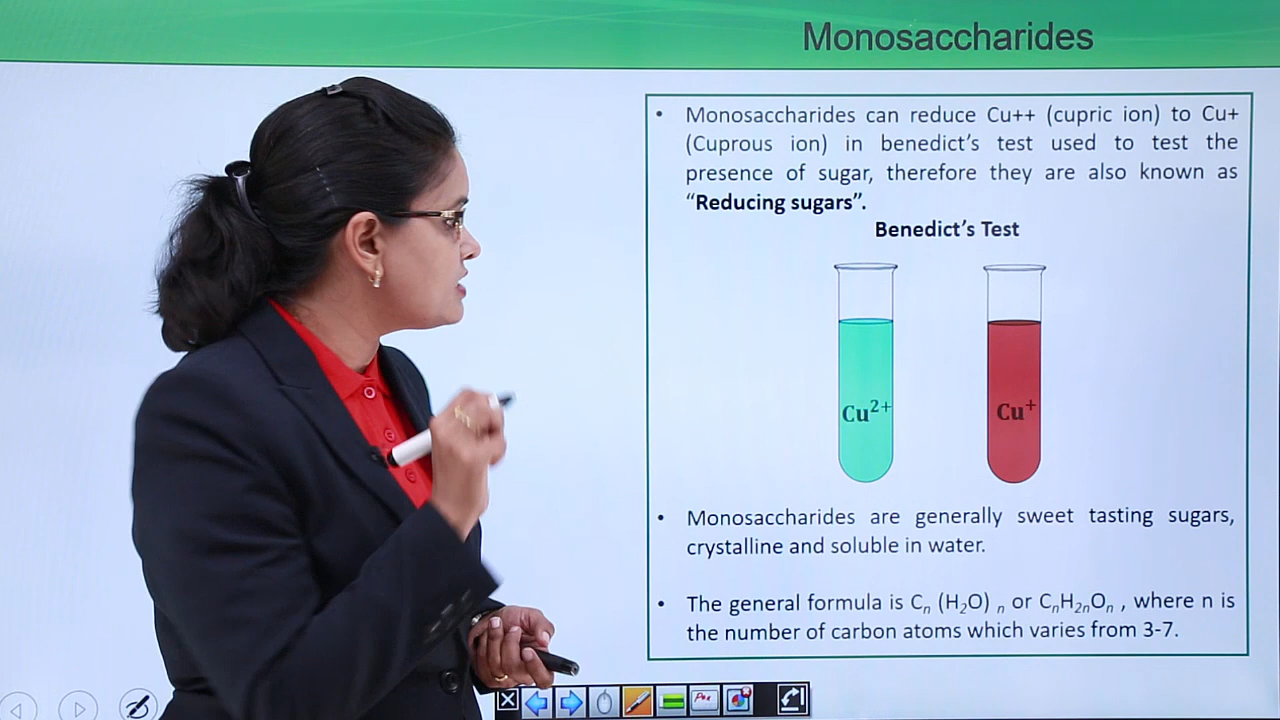 Monosaccharides
• Monosaccharides can reduce Cu++ (cupric ion) to Cu+
(Cuprous ion) in benedict’s test used to test the
presence of sugar, therefore they are also known as
“Reducing sugars”.
Benedict’s Test
Cu²⁺
Cu⁺
• Monosaccharides are generally sweet tasting sugars,
crystalline and soluble in water.
• The general formula is Cₙ (H₂O) ₙ or CₙH₂ₙOₙ , where n is
the number of carbon atoms which varies from 3-7.